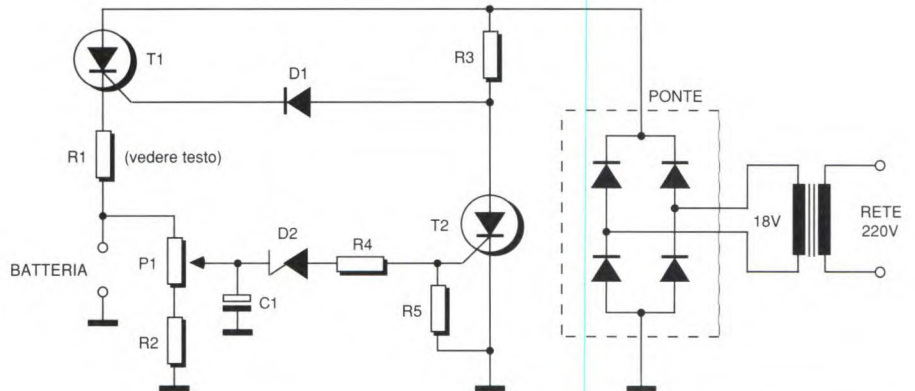 T1
R3
D1
PONTE
R1 (vedere testo)
D2
R4
T2
18V
RETE
220V
BATTERIA
P1
C1
R5
R2